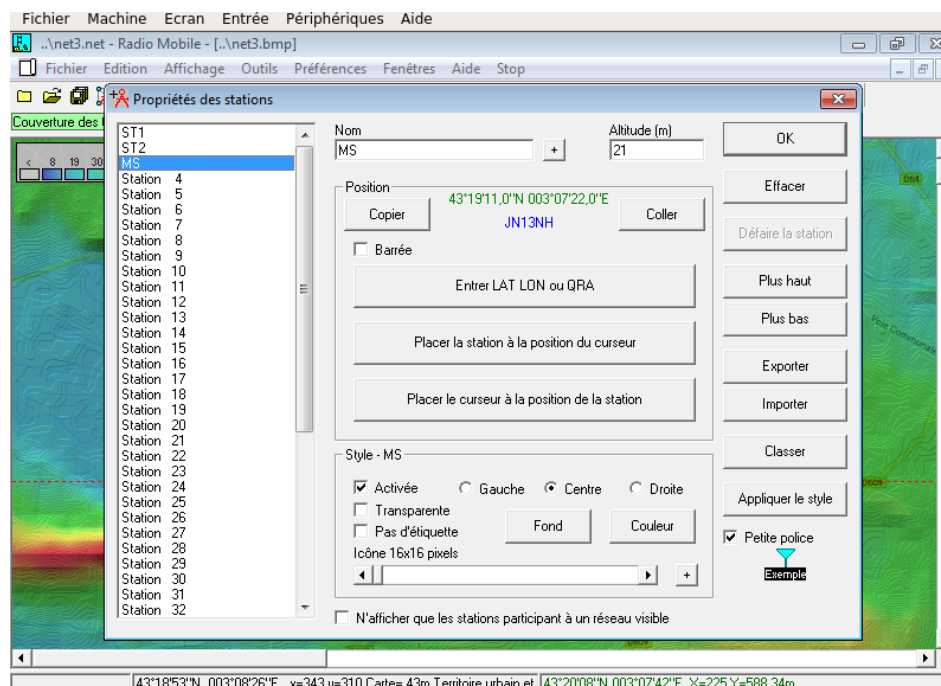 Fichier Machine Ecran Entrée Périphériques Aide
..\net3.net - Radio Mobile - [..\net3.bmp]
Fichier Edition Affichage Outils Préférences Fenêtres Aide Stop
Propriétés des stations
Couverture des
< 8 19 30
D64
Voie Communale
D609
ST1
ST2
MS
Station 4
Station 5
Station 6
Station 7
Station 8
Station 9
Station 10
Station 11
Station 12
Station 13
Station 14
Station 15
Station 16
Station 17
Station 18
Station 19
Station 20
Station 21
Station 22
Station 23
Station 24
Station 25
Station 26
Station 27
Station 28
Station 29
Station 30
Station 31
Station 32
Nom
MS
+
Altitude (m)
21
Position
Copier
43°19'11,0"N 003°07'22,0"E
JN13NH
Coller
Barrée
Entrer LAT LON ou QRA
Placer la station à la position du curseur
Placer le curseur à la position de la station
Style - MS
Activée Gauche Centre Droite
Transparente
Pas d'étiquette
Fond Couleur
Icône 16x16 pixels
+
N'afficher que les stations participant à un réseau visible
OK
Effacer
Défaire la station
Plus haut
Plus bas
Exporter
Importer
Classer
Appliquer le style
Petite police
Exemple
43°18'53"N 003°08'26"E x=343 y=310 Carte= 43m Territoire urbain et
43°20'08"N 003°07'42"E X=225 Y=588 34m